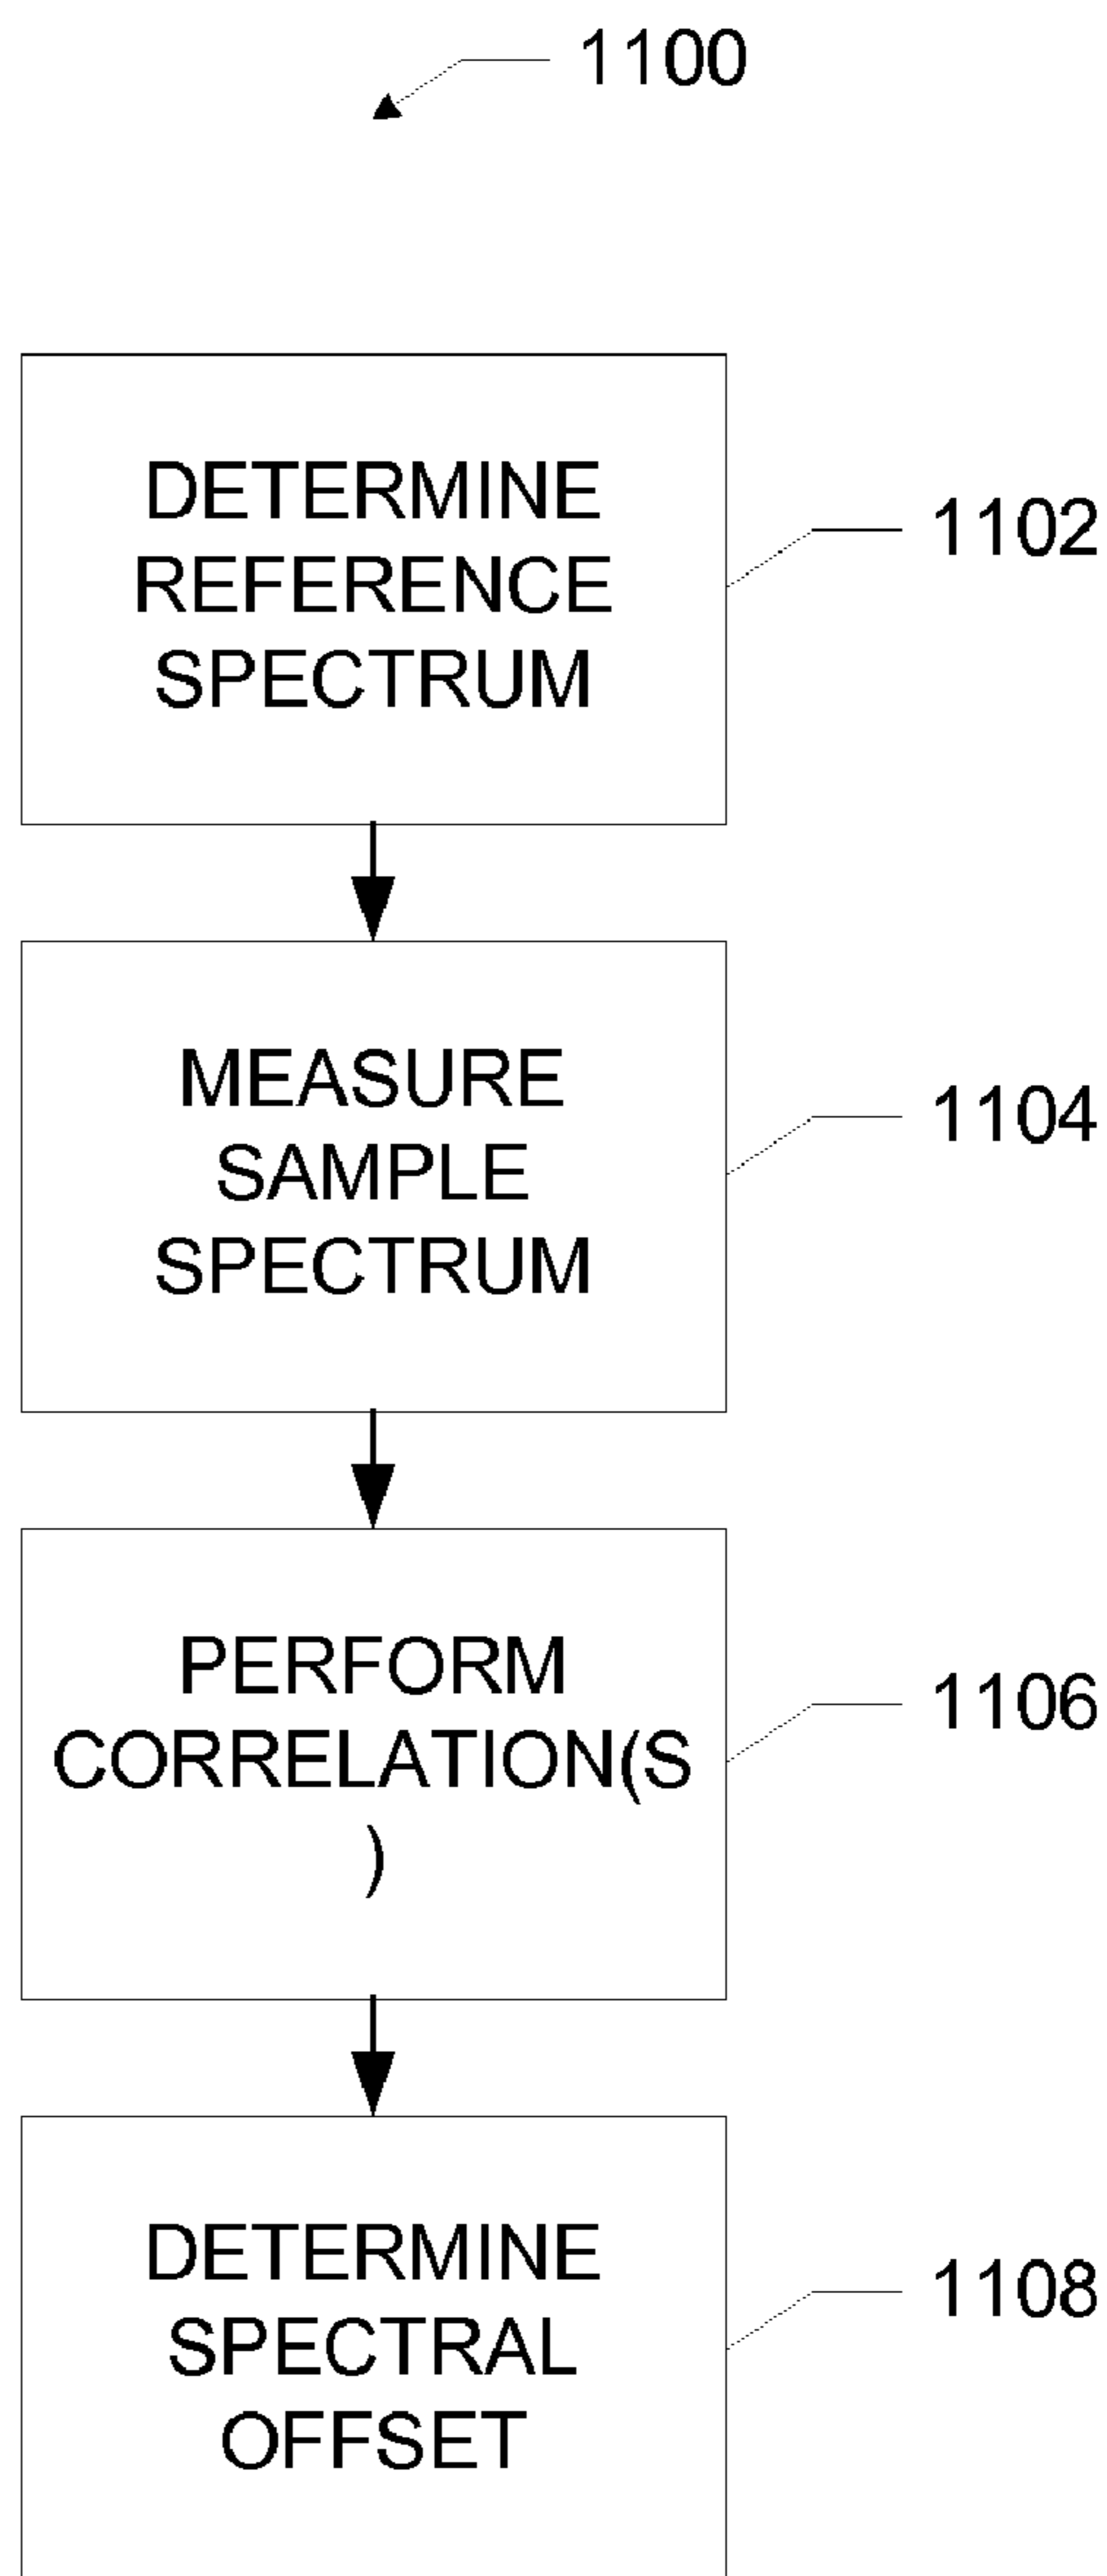 1100
DETERMINE
REFERENCE
SPECTRUM
1102
MEASURE
SAMPLE
SPECTRUM
1104
PERFORM
CORRELATION(S
)
1106
DETERMINE
SPECTRAL
OFFSET
1108